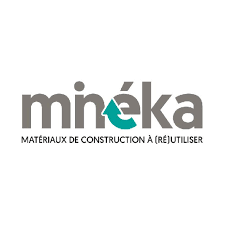 minéka
MATÉRIAUX DE CONSTRUCTION À (RÉ)UTILISER